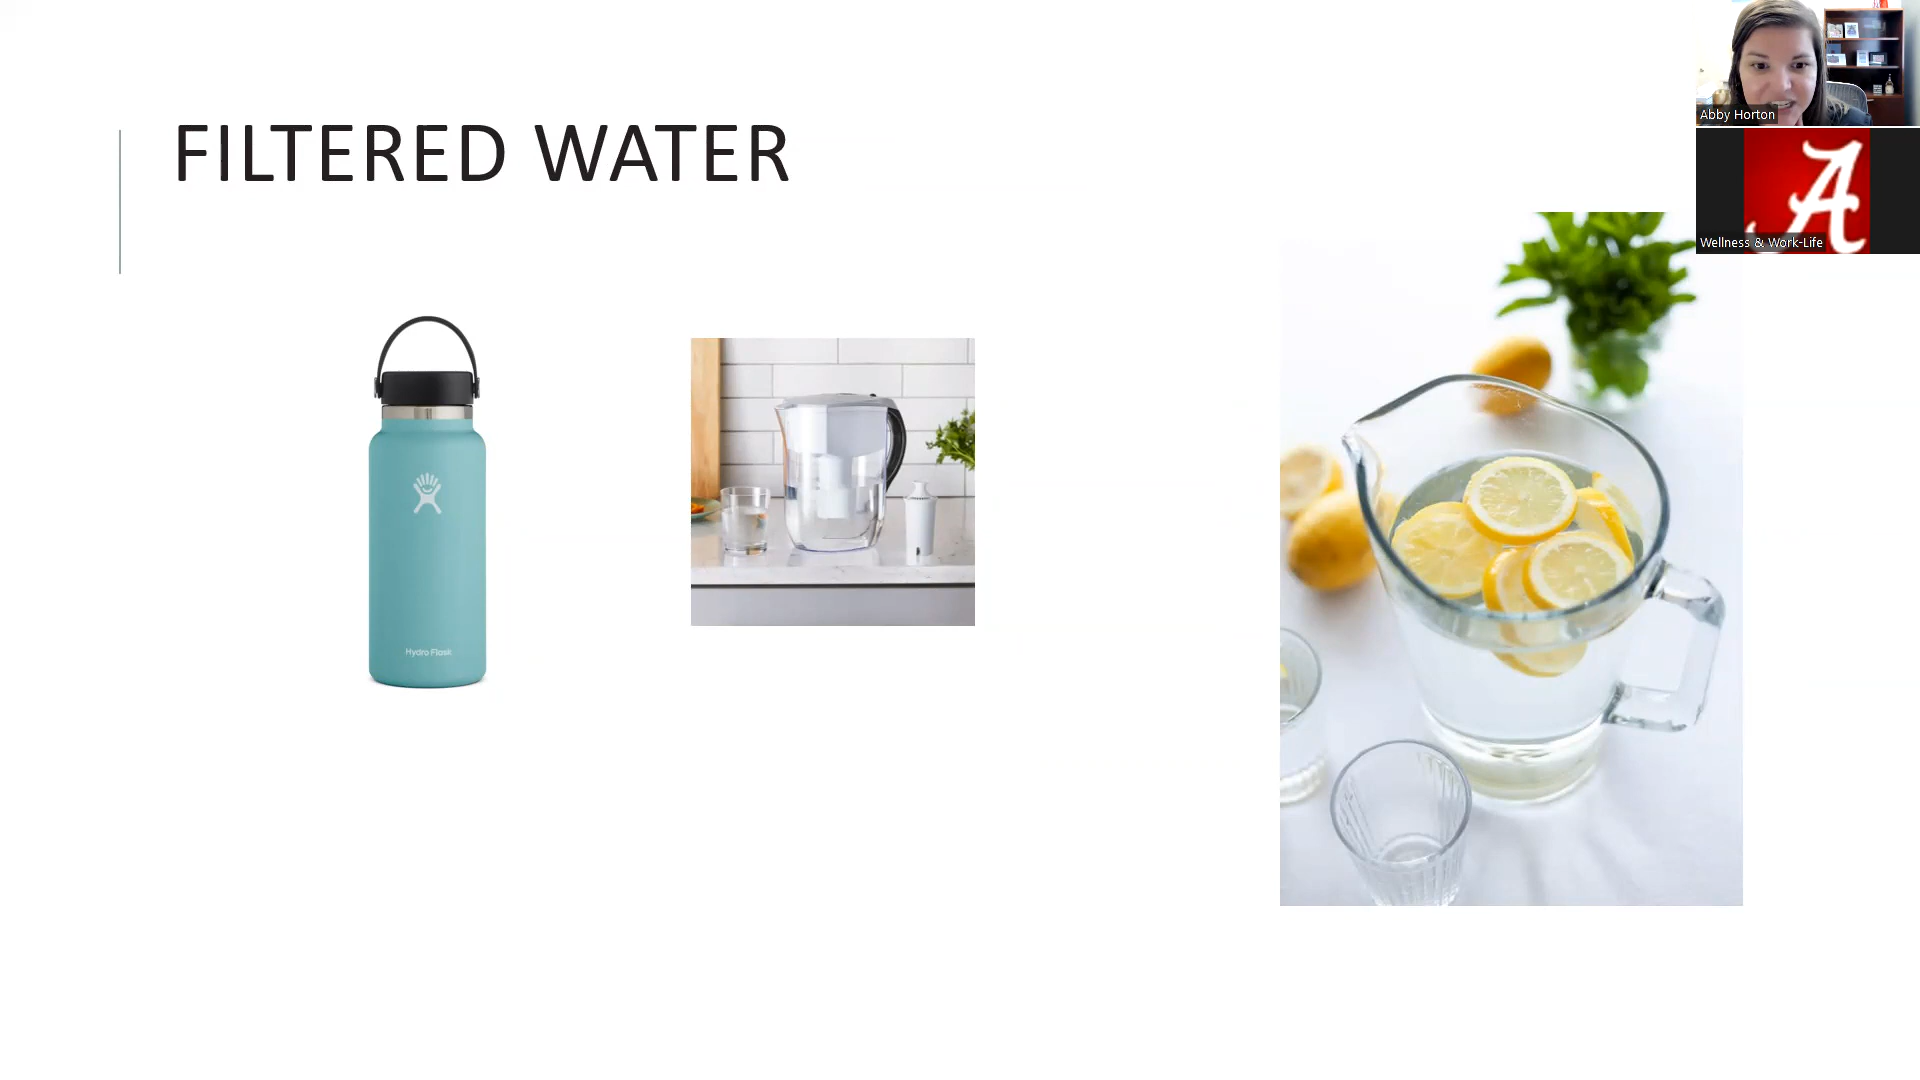 FILTERED WATER
Abby Horton
A
Wellness & Work-Life
Hydro Flask